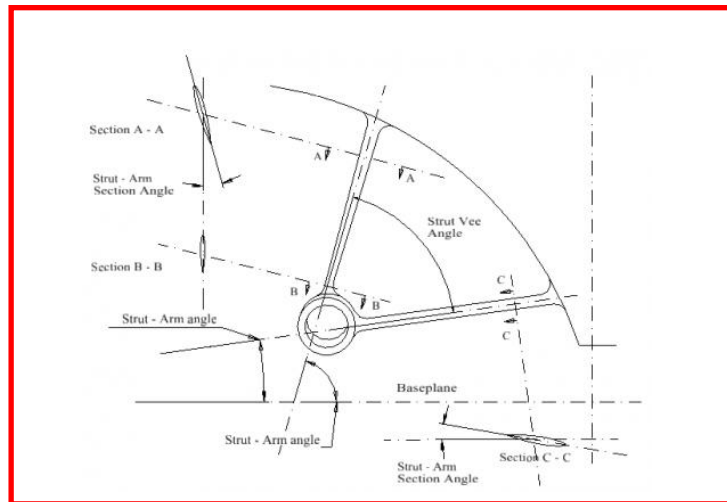 Section A - A
A
A
Strut - Arm
Section Angle
Strut Vee
Angle
Section B - B
B
B
C
C
Strut - Arm angle
Baseplane
Strut - Arm angle
Section C - C
Strut - Arm
Section Angle